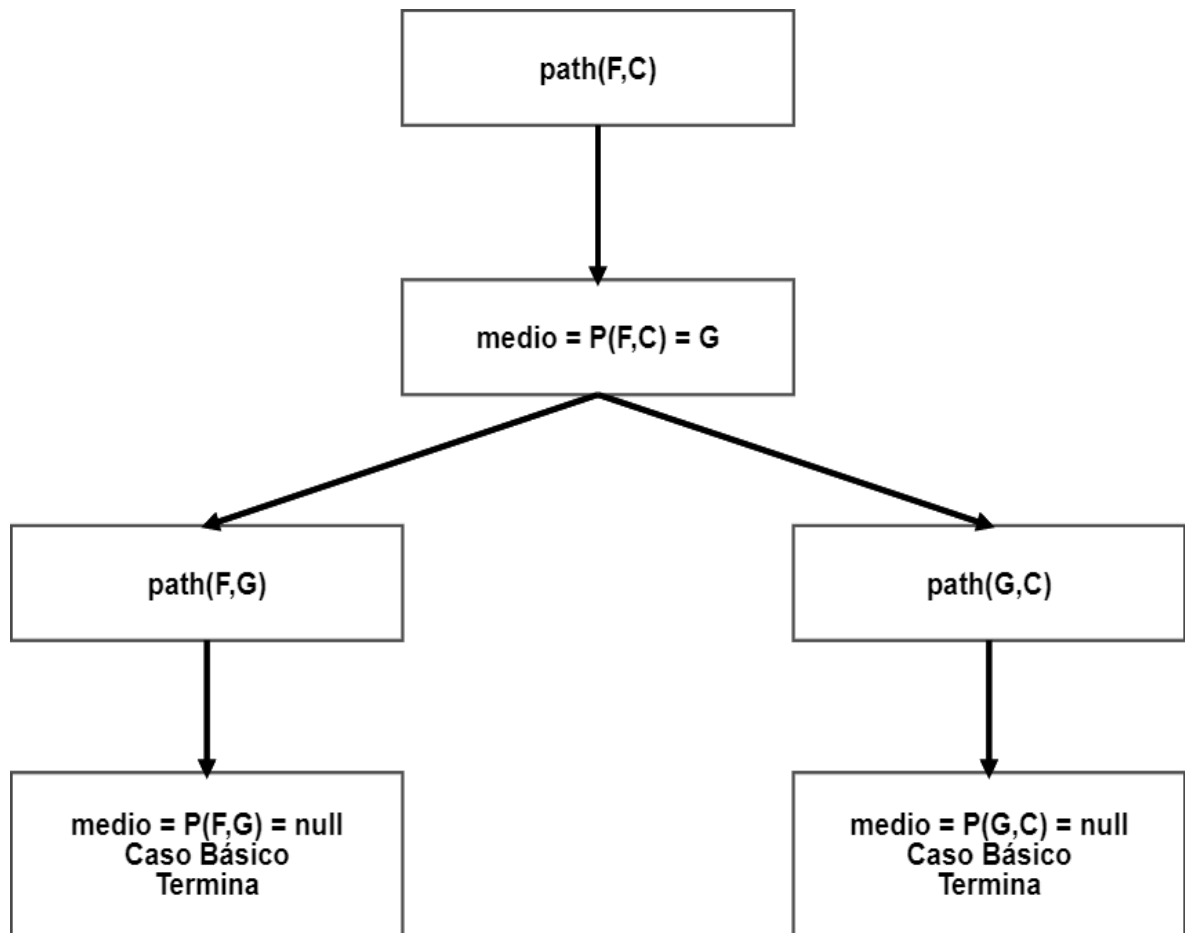 path(F,C)
medio = P(F,C) = G
path(F,G)
path(G,C)
medio = P(F,G) = null
Caso Básico
Termina
medio = P(G,C) = null
Caso Básico
Termina